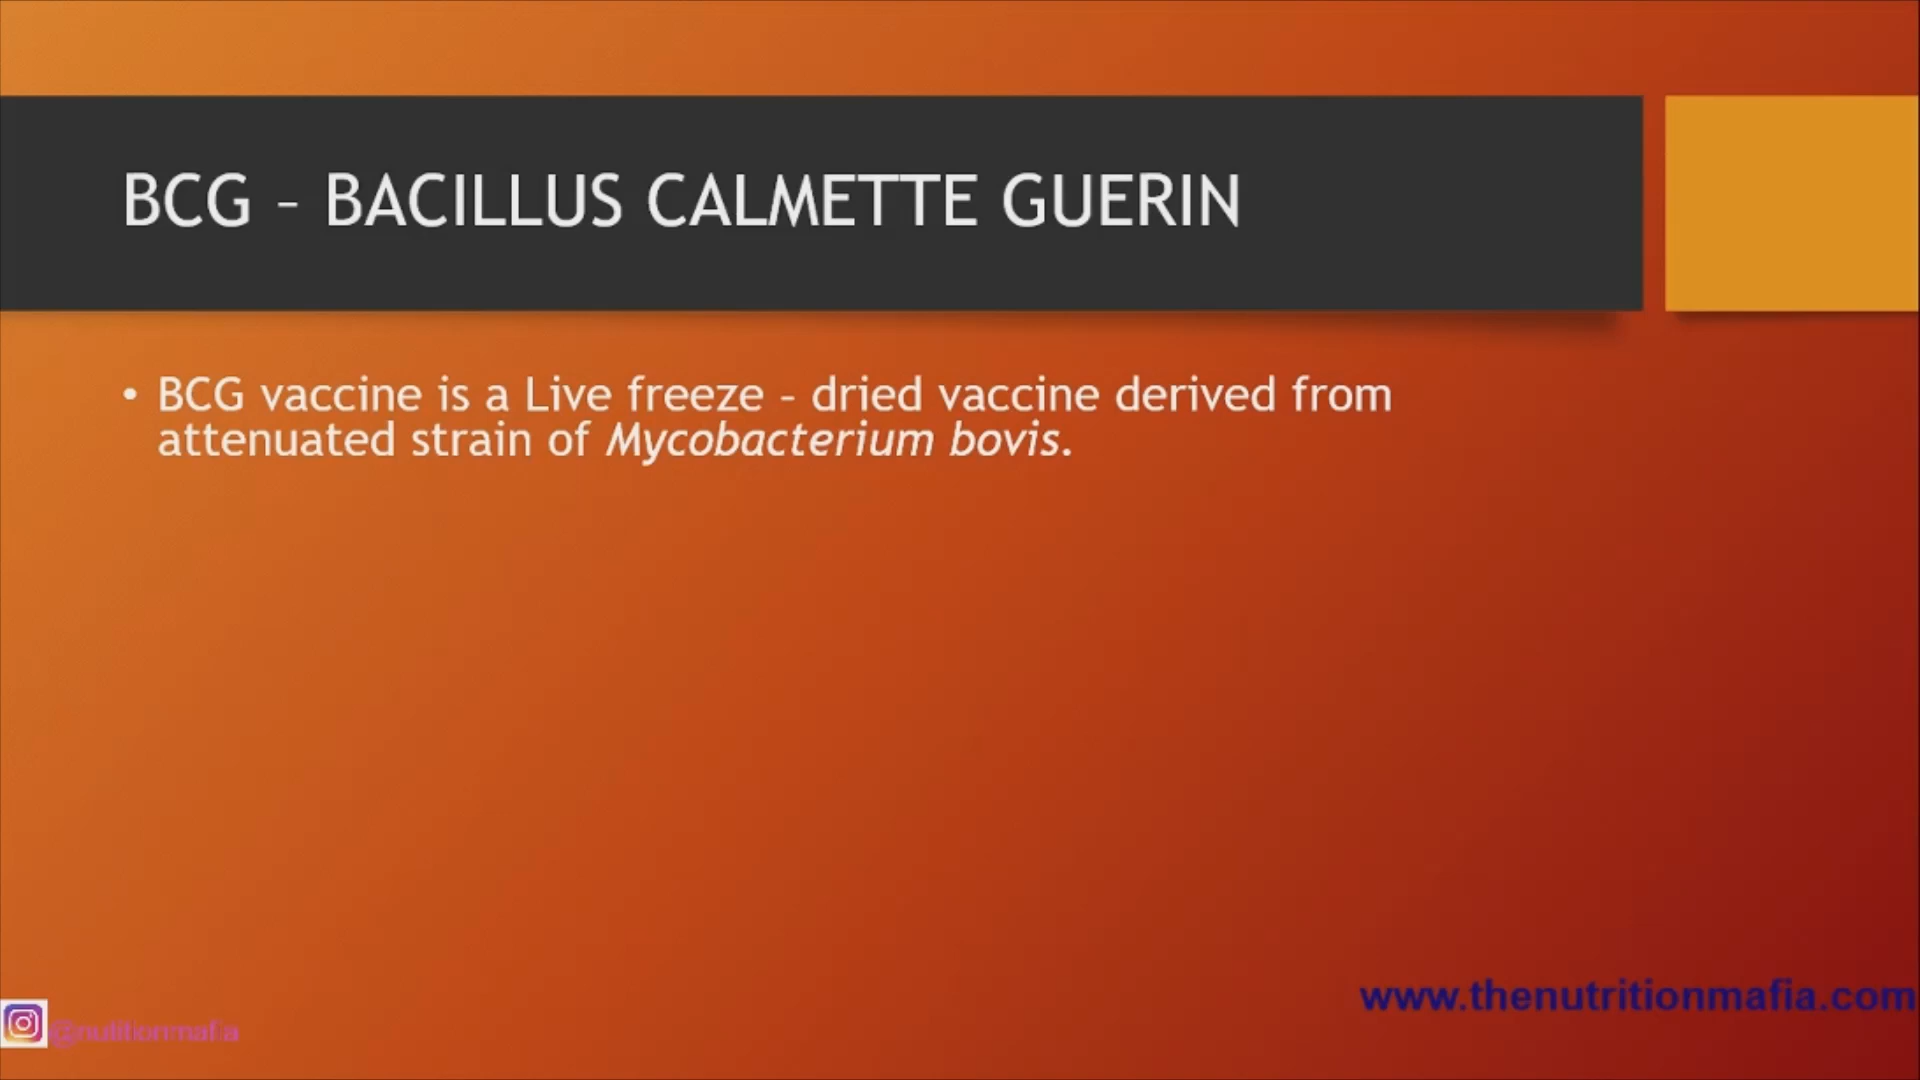 BCG – BACILLUS CALMETTE GUERIN
• BCG vaccine is a Live freeze – dried vaccine derived from
attenuated strain of Mycobacterium bovis.
www.thenutritionmafia.com
@nutitionmafia